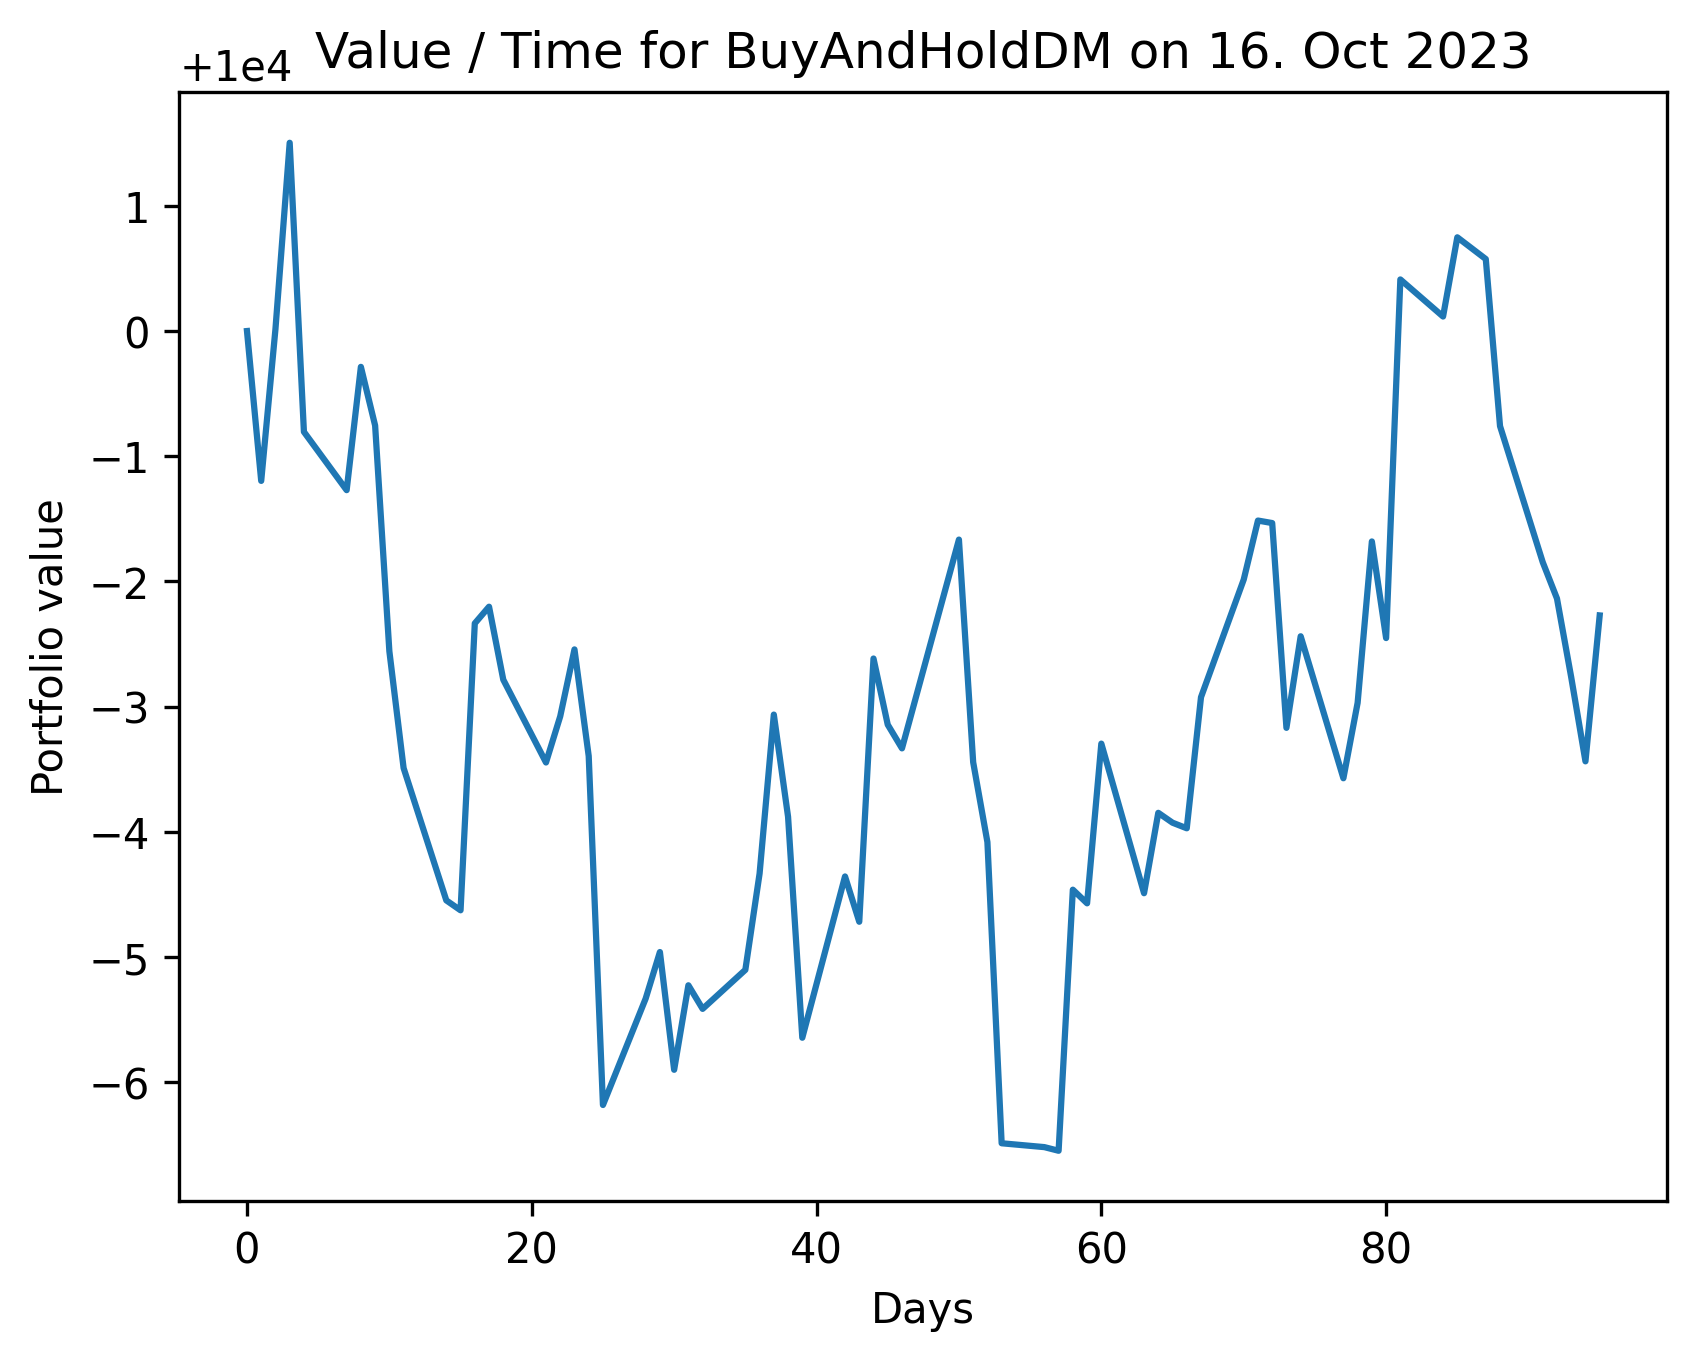 Value / Time for BuyAndHoldDM on 16. Oct 2023
+1e4
1
0
−1
−2
−3
−4
−5
−6
Portfolio value
0 20 40 60 80
Days